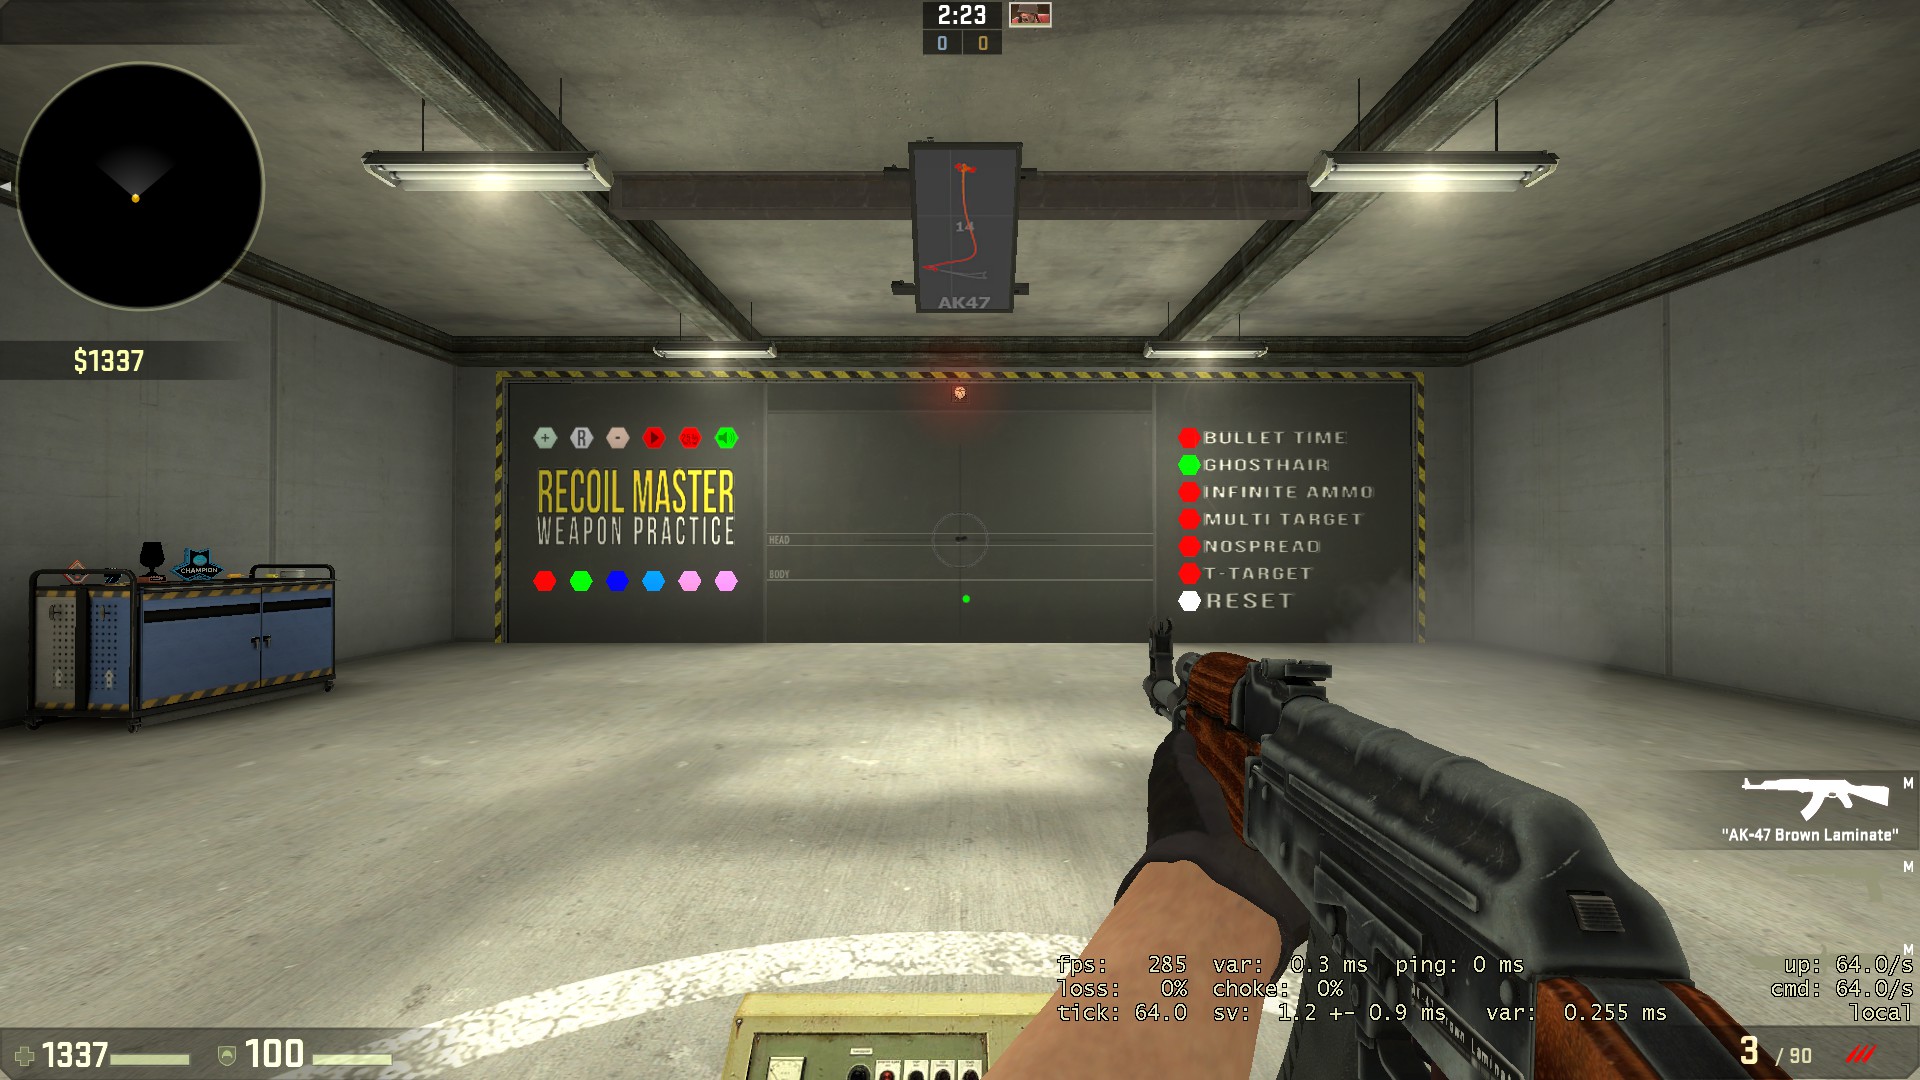 2:23
0 0
14
AK47
$1337
+ R -
RECOIL MASTER
WEAPON PRACTICE
HEAD
BODY
BULLET TIME
GHOSTHAIR
INFINITE AMMO
MULTI TARGET
NOSPREAD
T-TARGET
RESET
CHAMPION
M
"AK-47 Brown Laminate"
M
M
fps: 285 var: 0.3 ms ping: 0 ms
loss: 0% choke: 0%
tick: 64.0 sv: 1.2 +- 0.9 ms var: 0.255 ms
up: 64.0/s
cmd: 64.0/s
local
1337
100
3 / 90